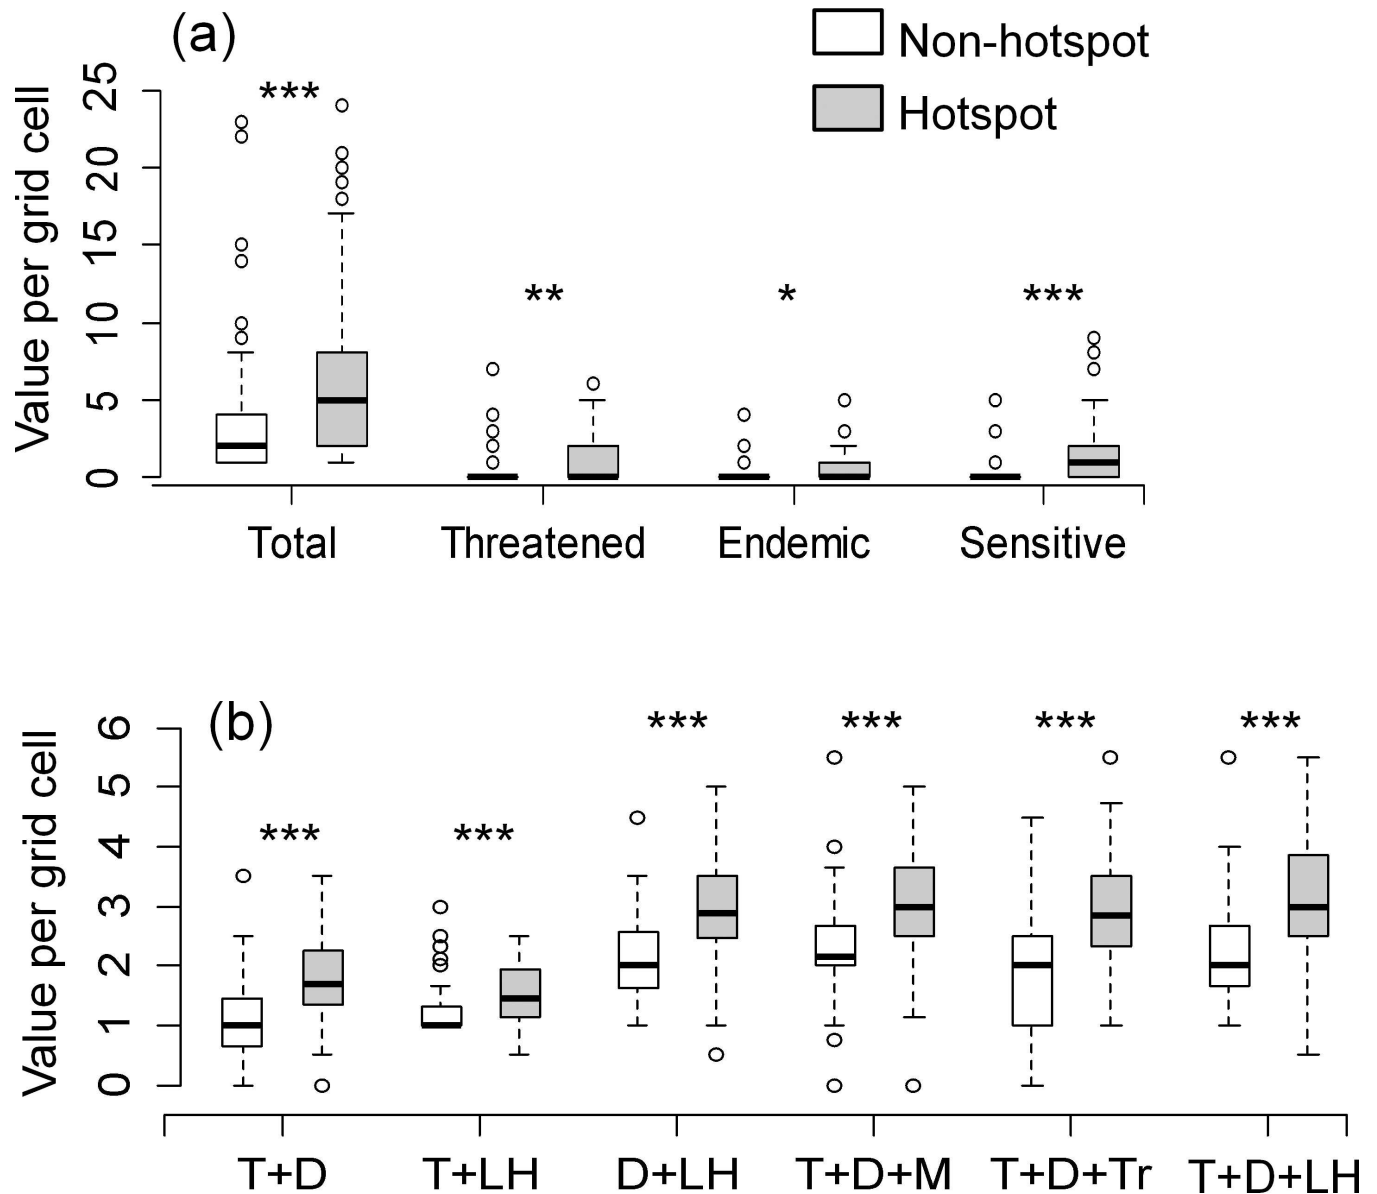 (a)
Non-hotspot
Hotspot
Value per grid cell
25
20
15
10
5
0
***
**
*
***
Total Threatened Endemic Sensitive
(b)
Value per grid cell
6
5
4
3
2
1
0
*** *** *** ***
*** ***
T+D T+LH D+LH T+D+M T+D+Tr T+D+LH